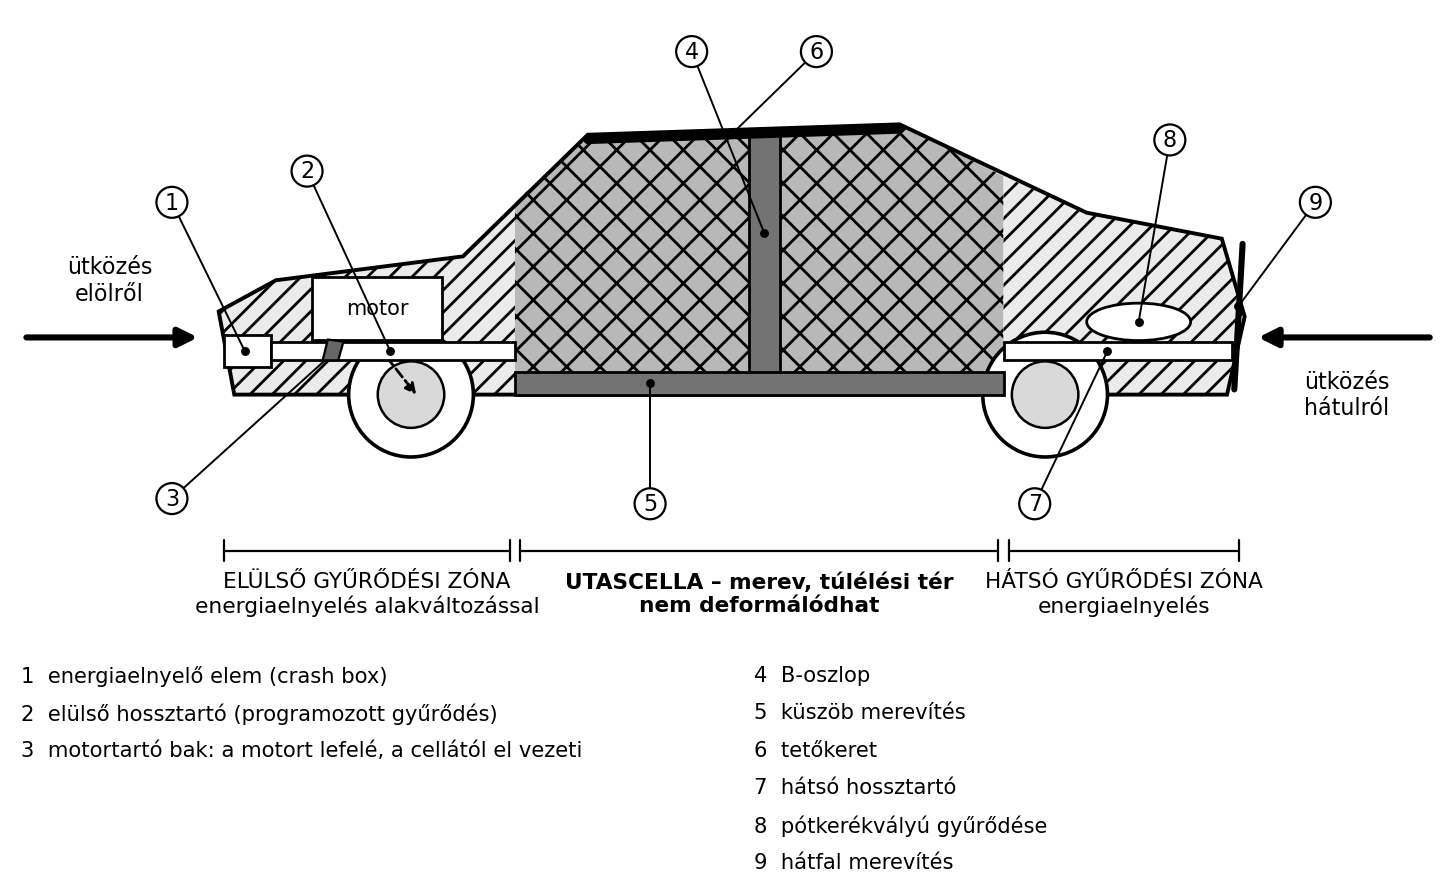 4
6
8
2
1
9
ütközés
elölről
motor
ütközés
hátulról
3
5
7
ELÜLSŐ GYŰRŐDÉSI ZÓNA
energiaelnyelés alakváltozással
UTASCELLA – merev, túlélési tér
nem deformálódhat
HÁTSÓ GYŰRŐDÉSI ZÓNA
energiaelnyelés
1 energiaelnyelő elem (crash box)
2 elülső hossztartó (programozott gyűrődés)
3 motortartó bak: a motort lefelé, a cellától el vezeti
4 B-oszlop
5 küszöb merevítés
6 tetőkeret
7 hátsó hossztartó
8 pótkerékvályú gyűrődése
9 hátfal merevítés